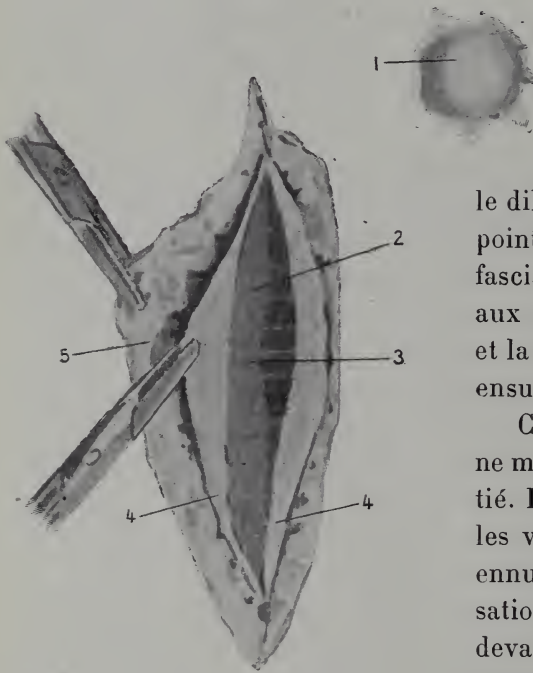 1
2
3
4
4
5
le dil
point
fasci
aux
et la
ensu
C
ne m
tié. I
les v
ennu
satio
deva